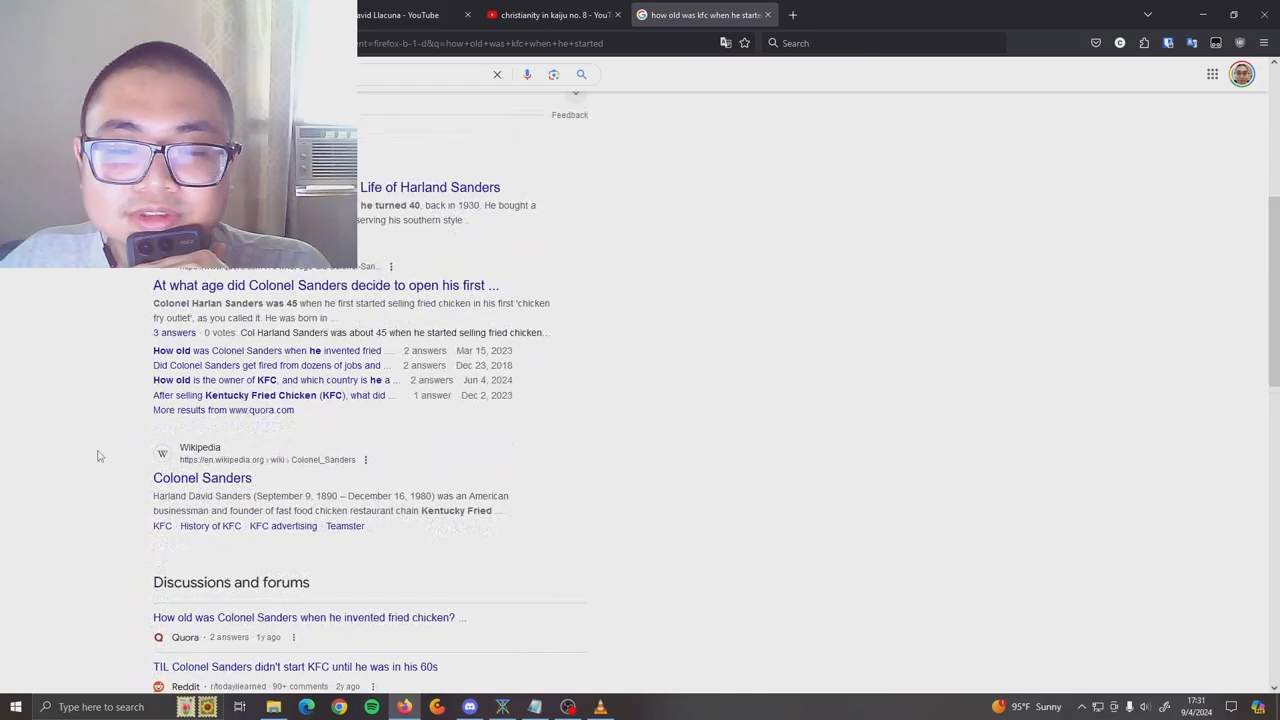 avid Llacuna - YouTube
christianity in kaiju no. 8 - YouT
how old was kfc when he starte
ent=firefox-b-1-d&q=how+old+was+kfc+when+he+started
Search
Feedback
Life of Harland Sanders
he turned 40, back in 1930. He bought a
serving his southern style ..
At what age did Colonel Sanders decide to open his first ...
Colonel Harlan Sanders was 45 when he first started selling fried chicken in his first 'chicken
fry outlet', as you called it. He was born in ...
3 answers · 0 votes: Col Harland Sanders was about 45 when he started selling fried chicken...
How old was Colonel Sanders when he invented fried ... 2 answers Mar 15, 2023
Did Colonel Sanders get fired from dozens of jobs and ... 2 answers Dec 23, 2018
How old is the owner of KFC, and which country is he a ... 2 answers Jun 4, 2024
After selling Kentucky Fried Chicken (KFC), what did ... 1 answer Dec 2, 2023
More results from www.quora.com
W
Wikipedia
https://en.wikipedia.org › wiki › Colonel_Sanders
Colonel Sanders
Harland David Sanders (September 9, 1890 – December 16, 1980) was an American
businessman and founder of fast food chicken restaurant chain Kentucky Fried ...
KFC · History of KFC · KFC advertising · Teamster
Discussions and forums
How old was Colonel Sanders when he invented fried chicken? ...
Quora · 2 answers · 1y ago
TIL Colonel Sanders didn't start KFC until he was in his 60s
Reddit · r/todayilearned · 90+ comments · 2y ago
Type here to search
95°F Sunny
17:31
9/4/2024